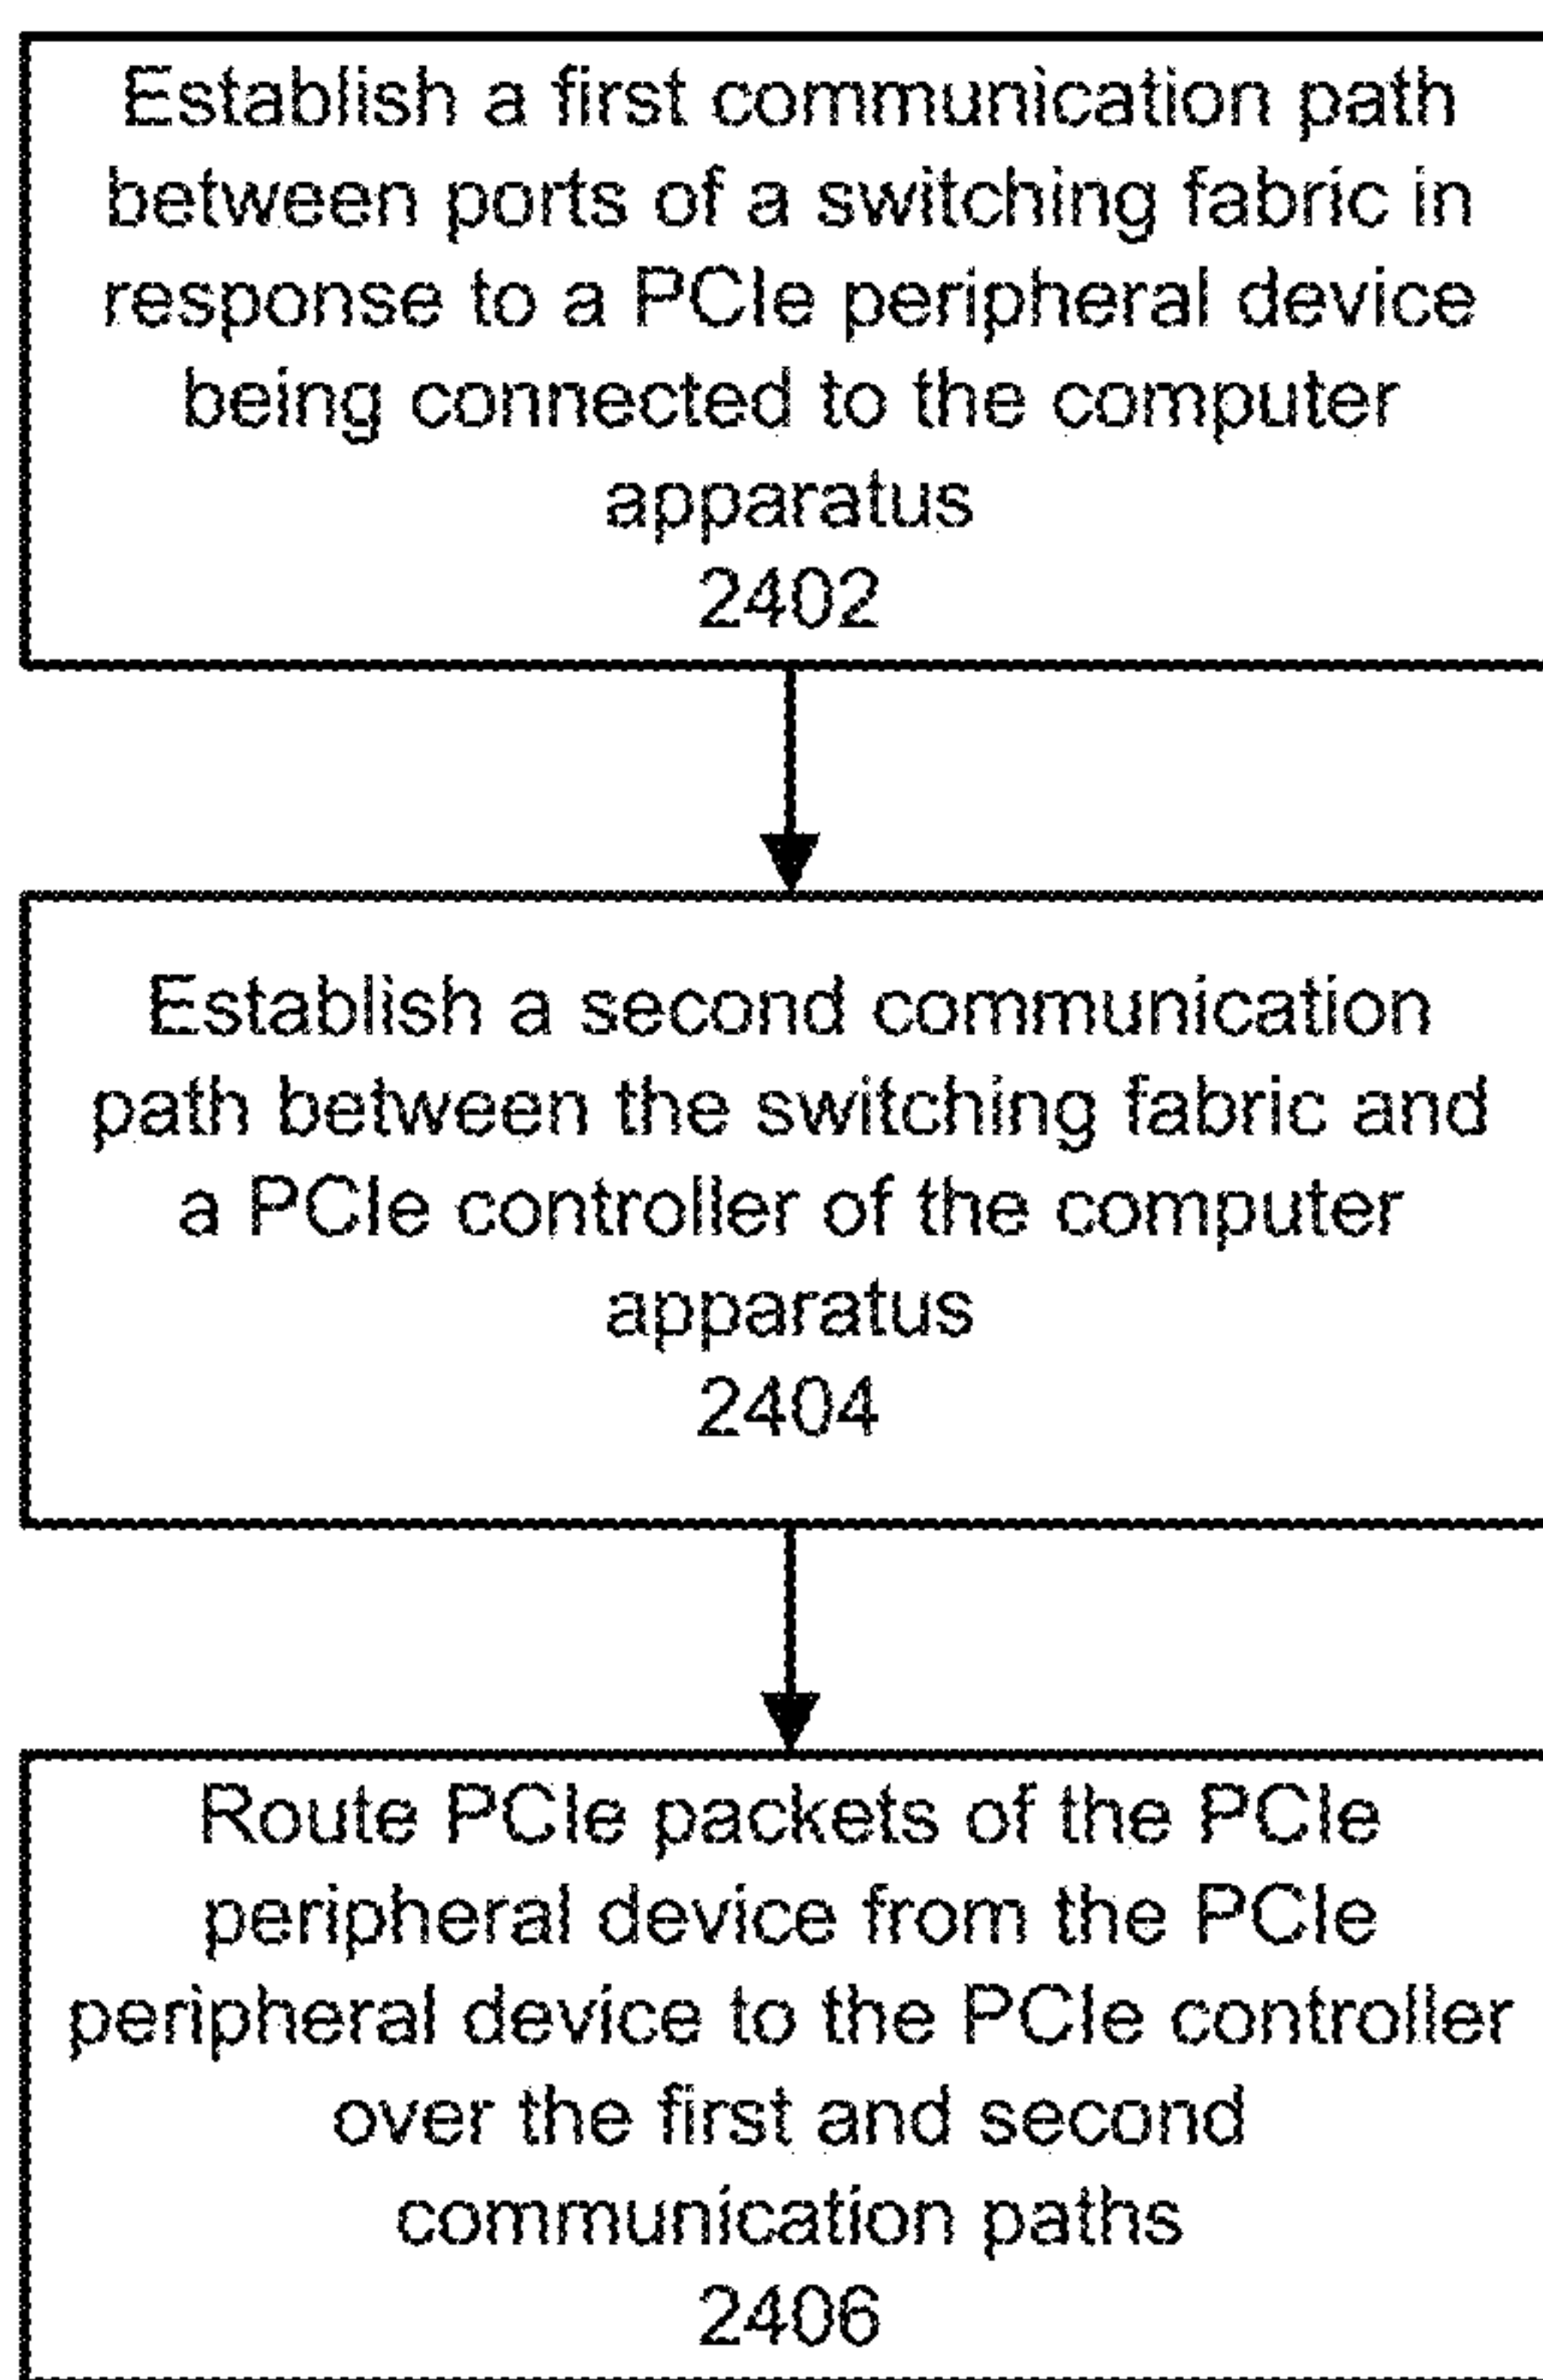 Establish a first communication path
between ports of a switching fabric in
response to a PCIe peripheral device
being connected to the computer
apparatus
2402
Establish a second communication
path between the switching fabric and
a PCIe controller of the computer
apparatus
2404
Route PCIe packets of the PCIe
peripheral device from the PCIe
peripheral device to the PCIe controller
over the first and second
communication paths
2406